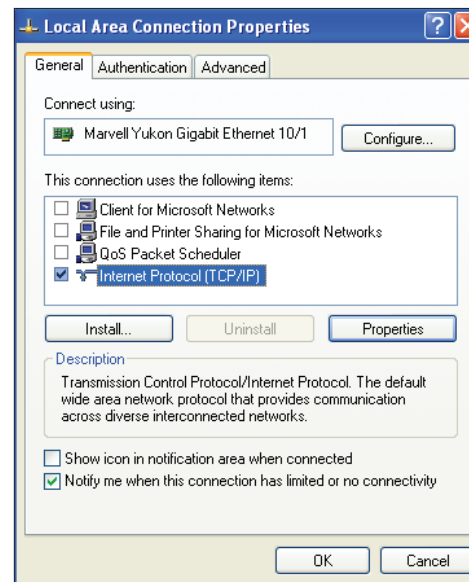 Local Area Connection Properties
General Authentication Advanced
Connect using:
Marvell Yukon Gigabit Ethernet 10/1
Configure...
This connection uses the following items:
Client for Microsoft Networks
File and Printer Sharing for Microsoft Networks
QoS Packet Scheduler
Internet Protocol (TCP/IP)
Install... Uninstall Properties
Description
Transmission Control Protocol/Internet Protocol. The default
wide area network protocol that provides communication
across diverse interconnected networks.
Show icon in notification area when connected
Notify me when this connection has limited or no connectivity
OK Cancel